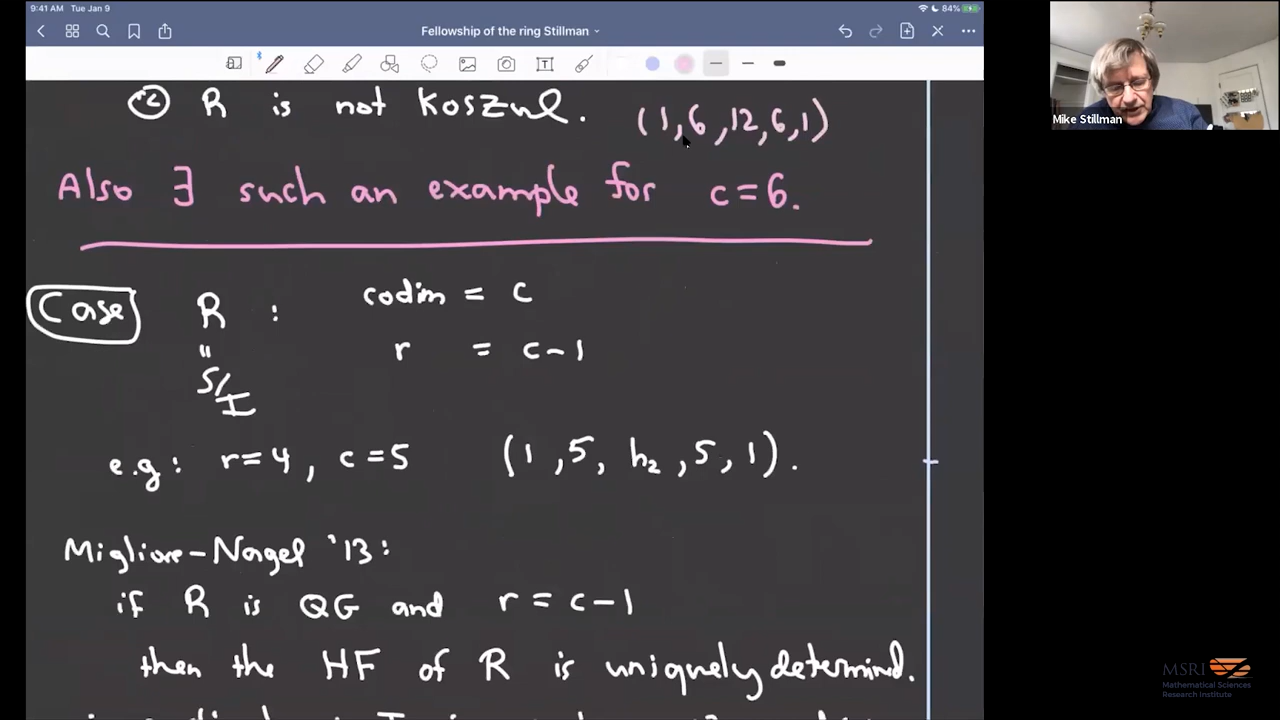 9:41 AM Tue Jan 9
84%
Fellowship of the ring Stillman
R is not Koszul. (1,6,12,6,1)
Also ∃ such an example for c=6.
Case R : codim = c
" r = c-1
S/I
e.g: r=4, c=5 (1,5, h₂,5,1).
Migliore-Nagel '13:
if R is QG and r = c-1
then the HF of R is uniquely determined.
Mike Stillman
MSRI
Mathematical Sciences
Research Institute